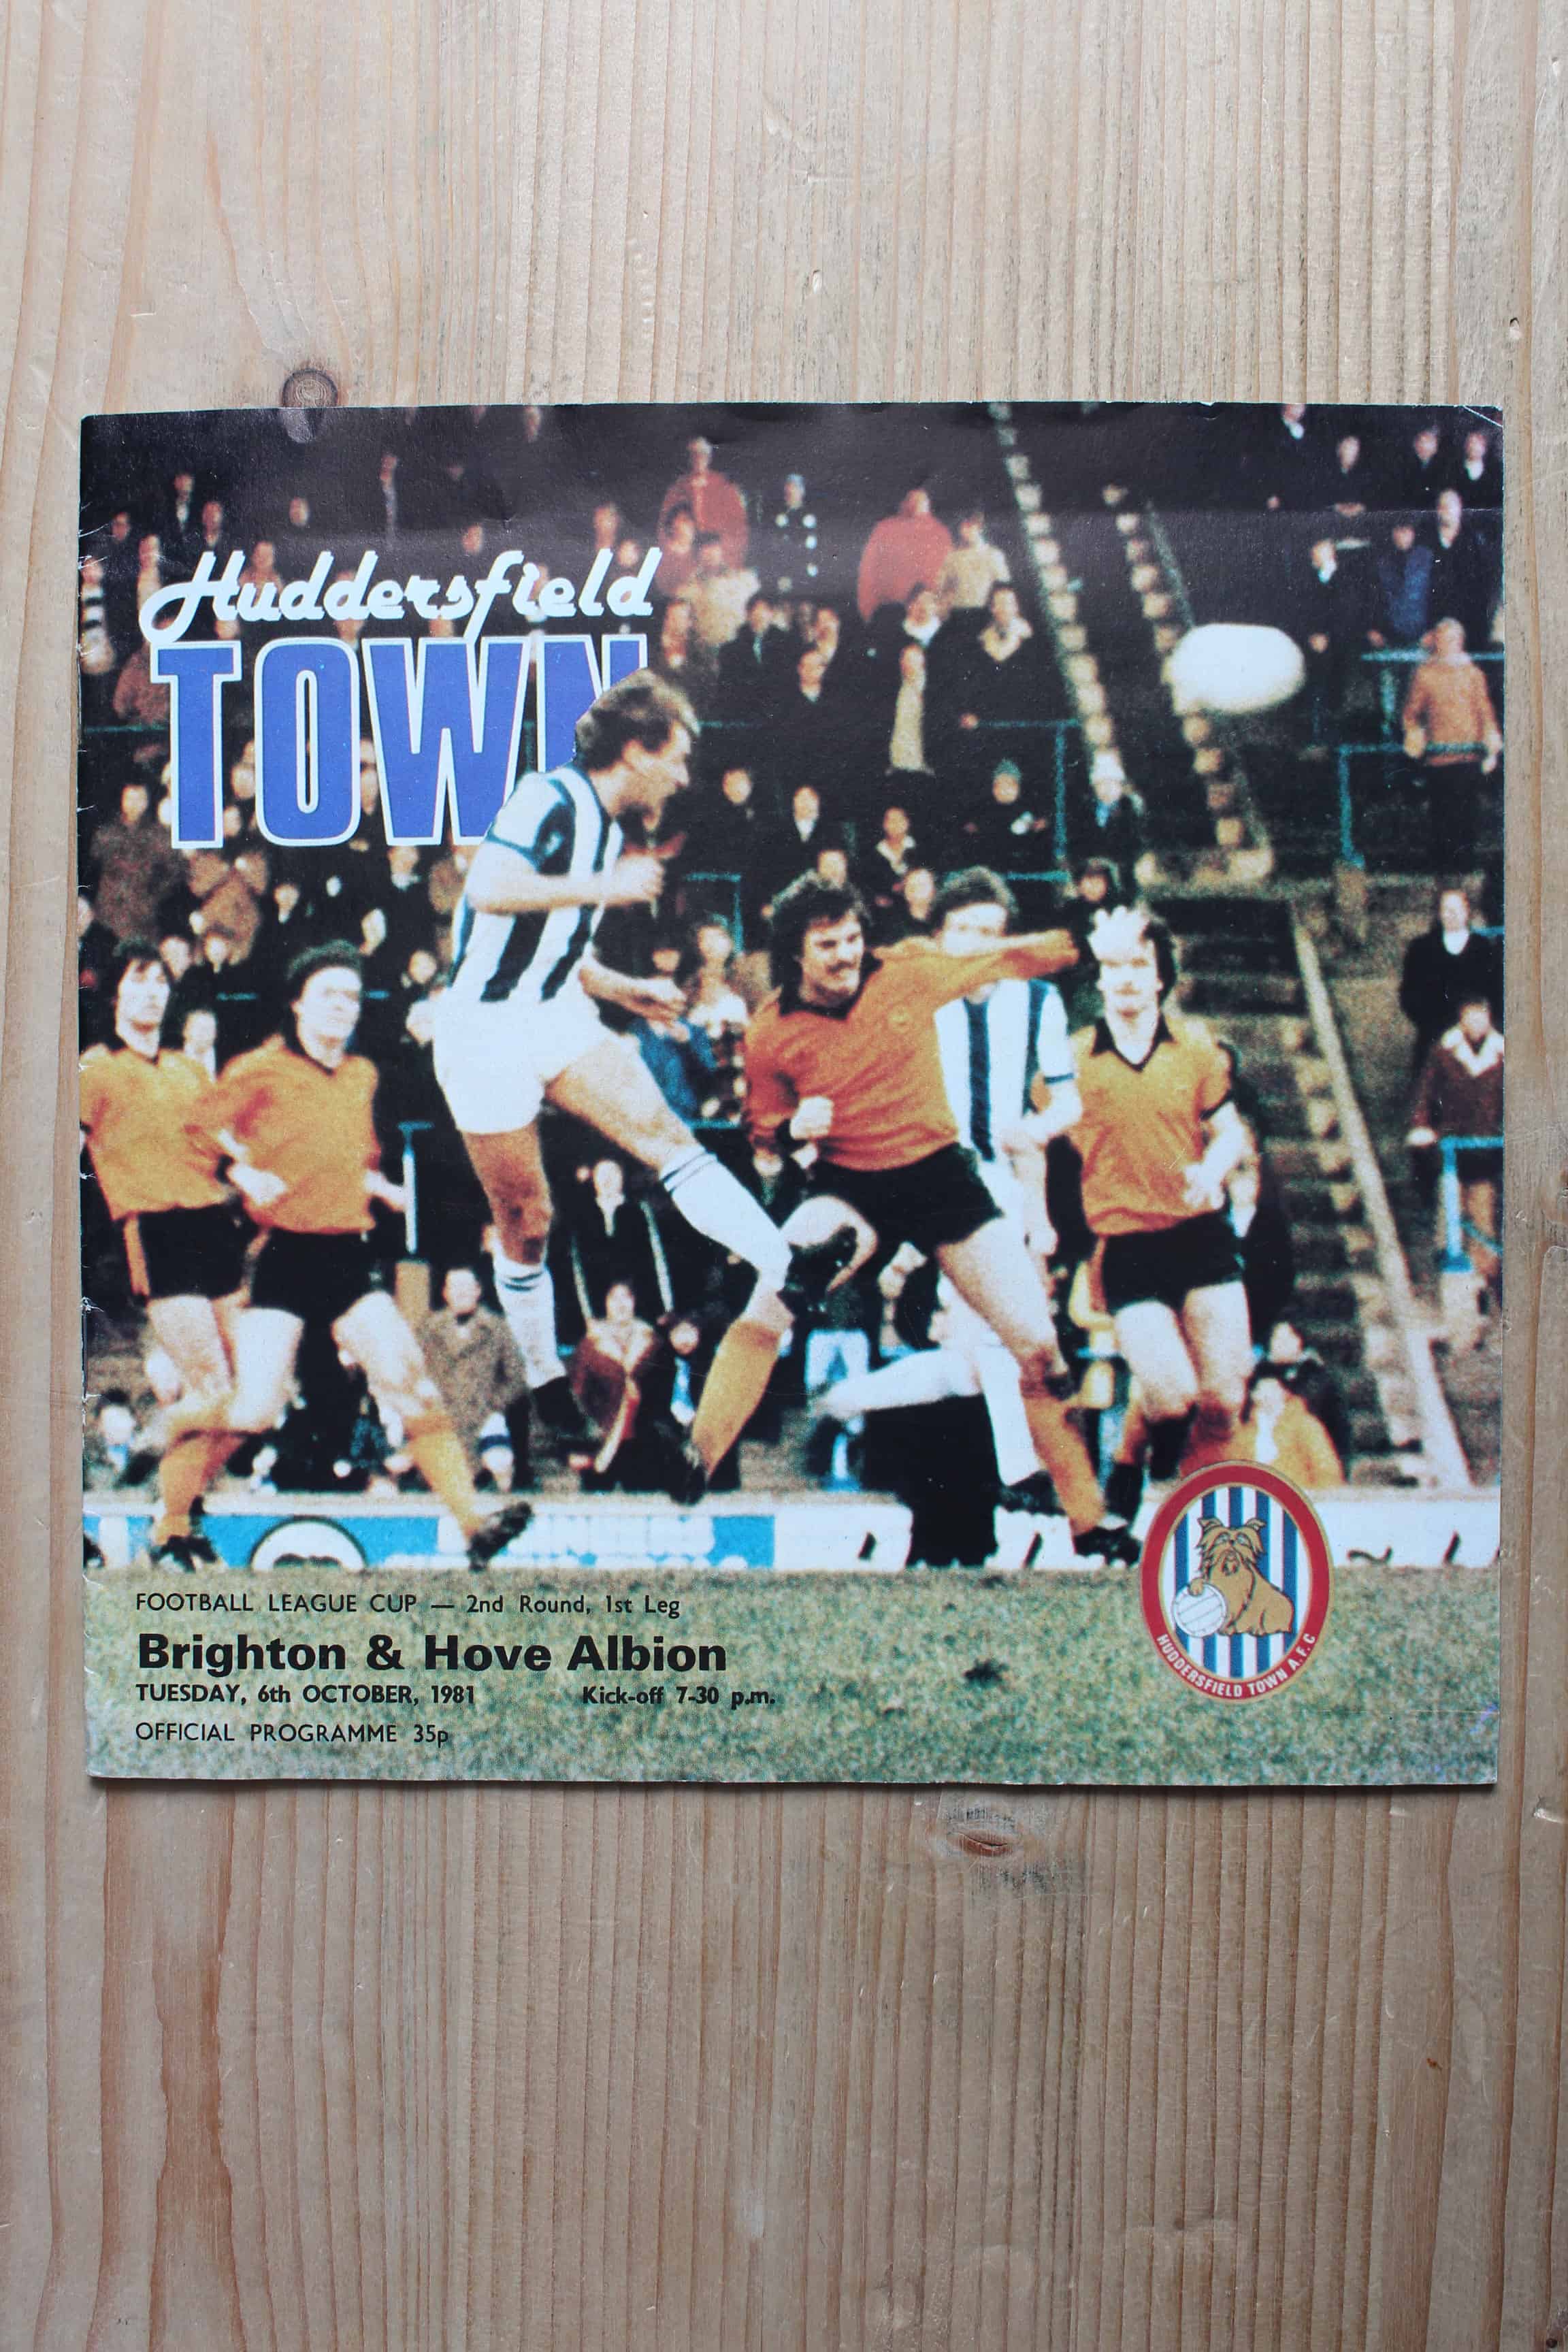 Huddersfield
TOWN
FOOTBALL LEAGUE CUP — 2nd Round, 1st Leg
Brighton & Hove Albion
TUESDAY, 6th OCTOBER, 1981 Kick-off 7-30 p.m.
OFFICIAL PROGRAMME 35p
HUDDERSFIELD TOWN A.F.C